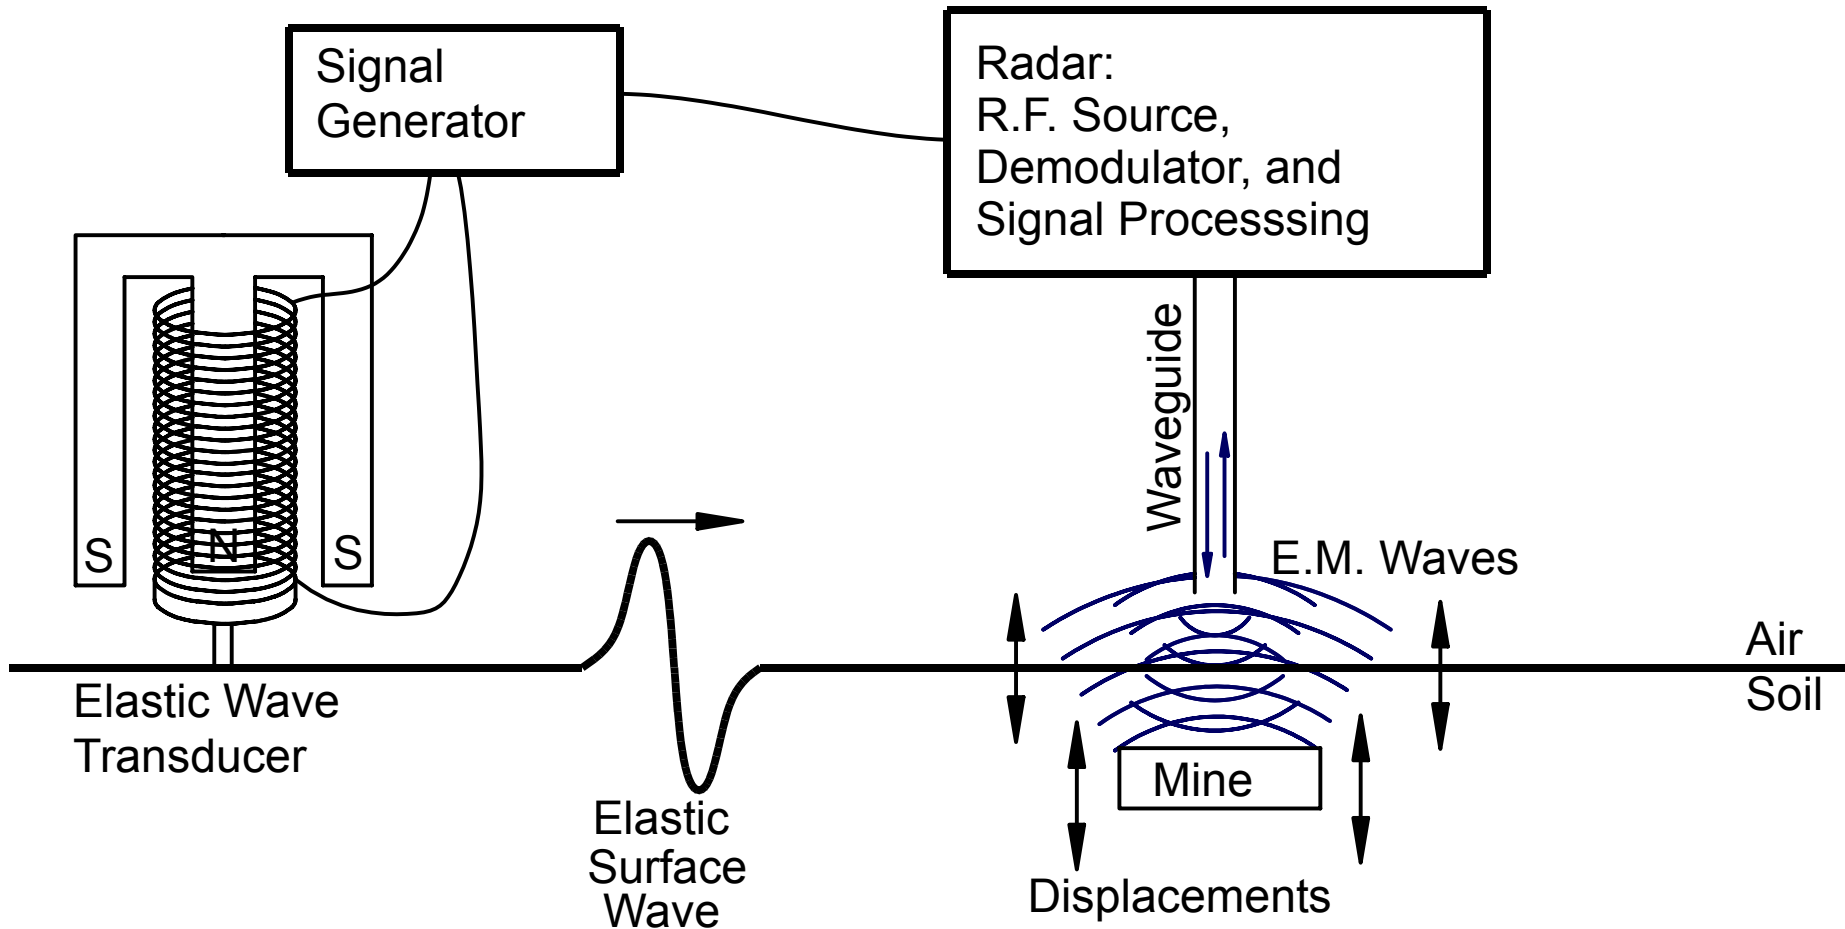 Signal
Generator
Radar:
R.F. Source,
Demodulator, and
Signal Processsing
Waveguide
S
N
S
E.M. Waves
Air
Soil
Elastic Wave
Transducer
Mine
Elastic
Surface
Wave
Displacements